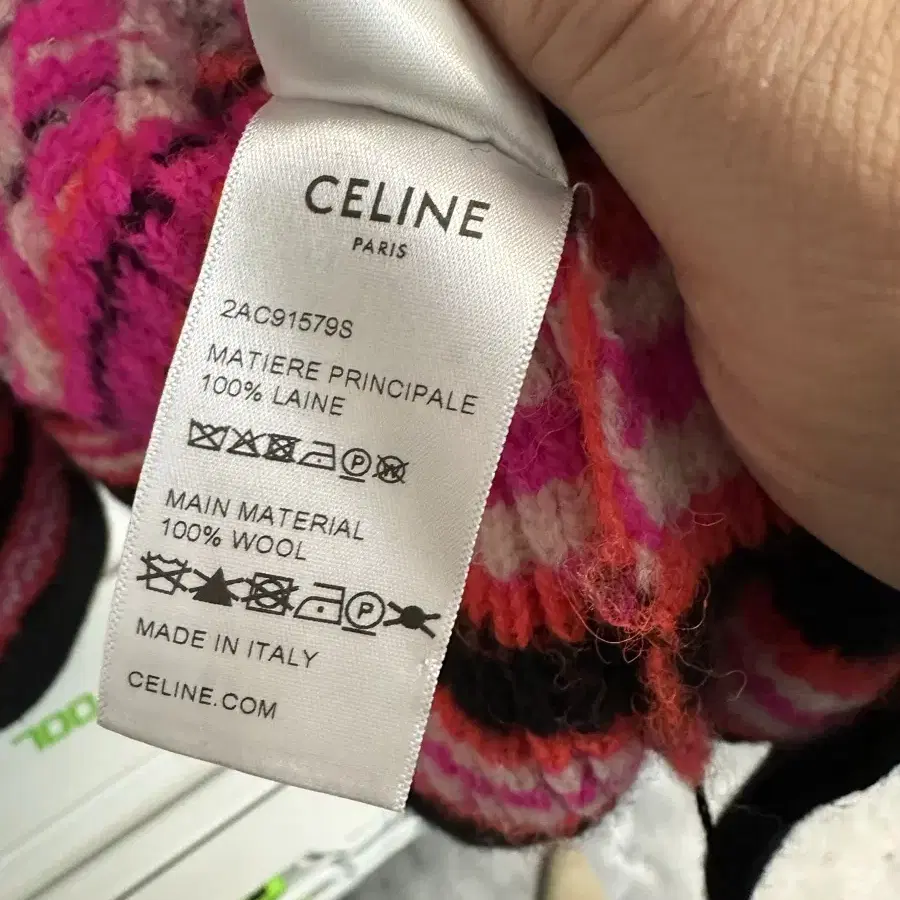 CELINE
PARIS
2AC91579S
MATIERE PRINCIPALE
100% LAINE
P W
MAIN MATERIAL
100% WOOL
P
MADE IN ITALY
CELINE.COM